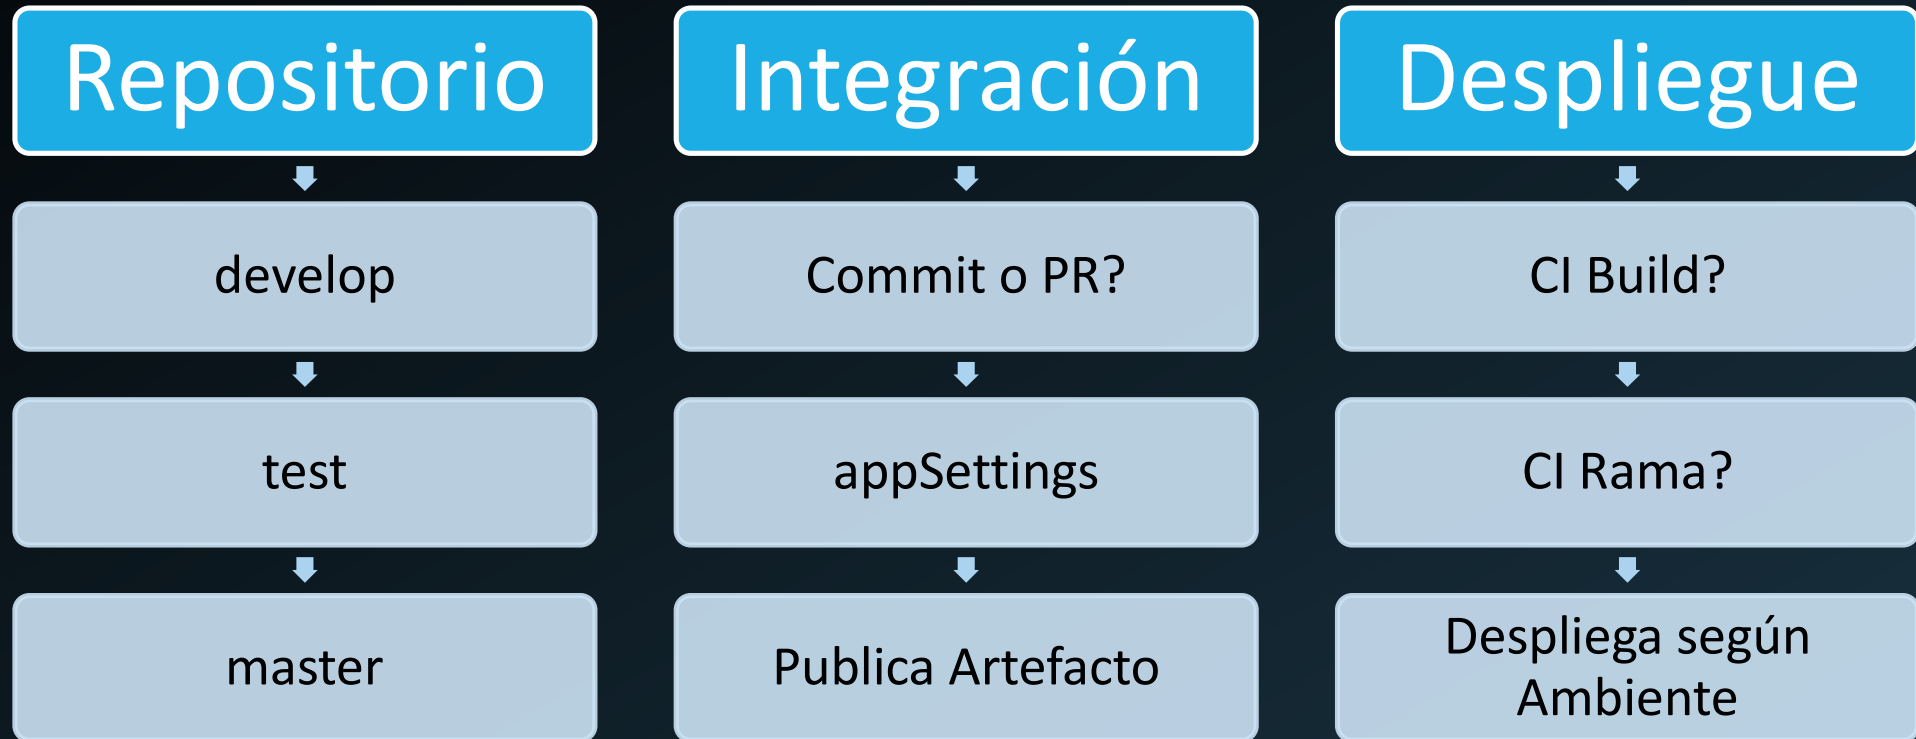 Repositorio
develop
test
master
Integración
Commit o PR?
appSettings
Publica Artefacto
Despliegue
CI Build?
CI Rama?
Despliega según
Ambiente